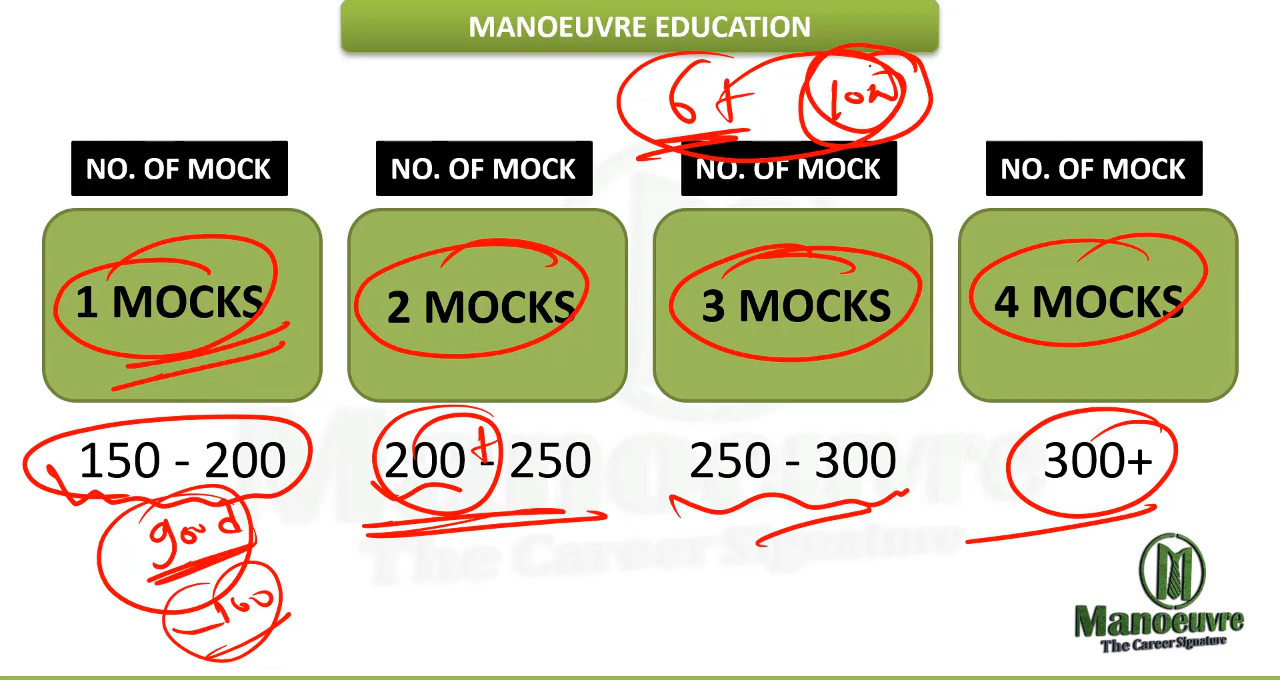 MANOEUVRE EDUCATION
6+ low
NO. OF MOCK
NO. OF MOCK
NO. OF MOCK
NO. OF MOCK
1 MOCKS
2 MOCKS
3 MOCKS
4 MOCKS
150 - 200
200 - 250
250 - 300
300+
good
160
Manoeuvre
The Career Signature